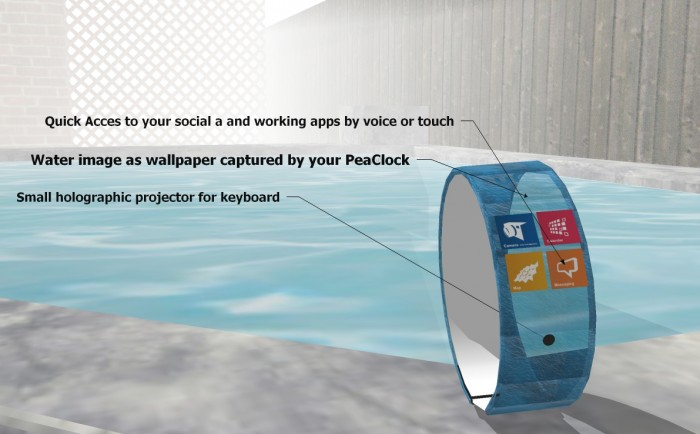 Quick Acces to your social a and working apps by voice or touch
Water image as wallpaper captured by your PeaClock
Small holographic projector for keyboard
Messaging